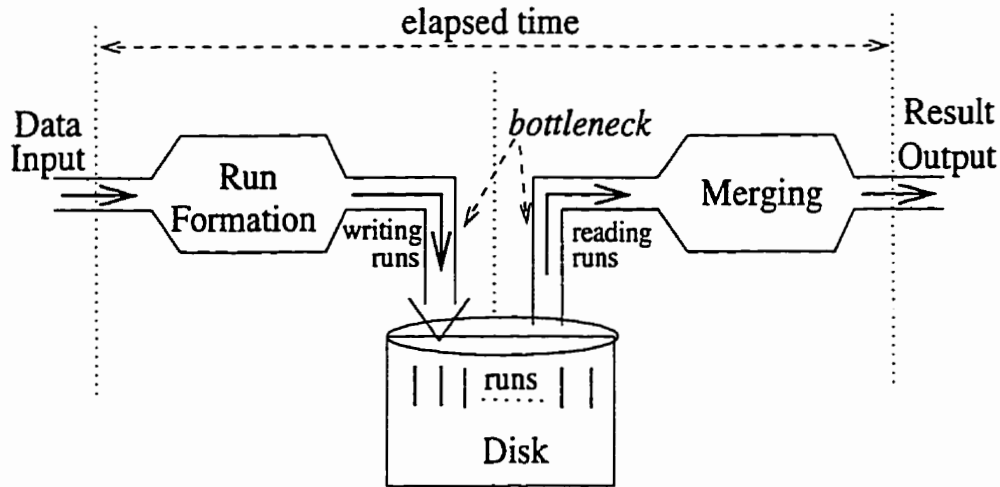 elapsed time
Data
Input
bottleneck
Result
Output
Run
Formation
Merging
writing
runs
reading
runs
runs
Disk